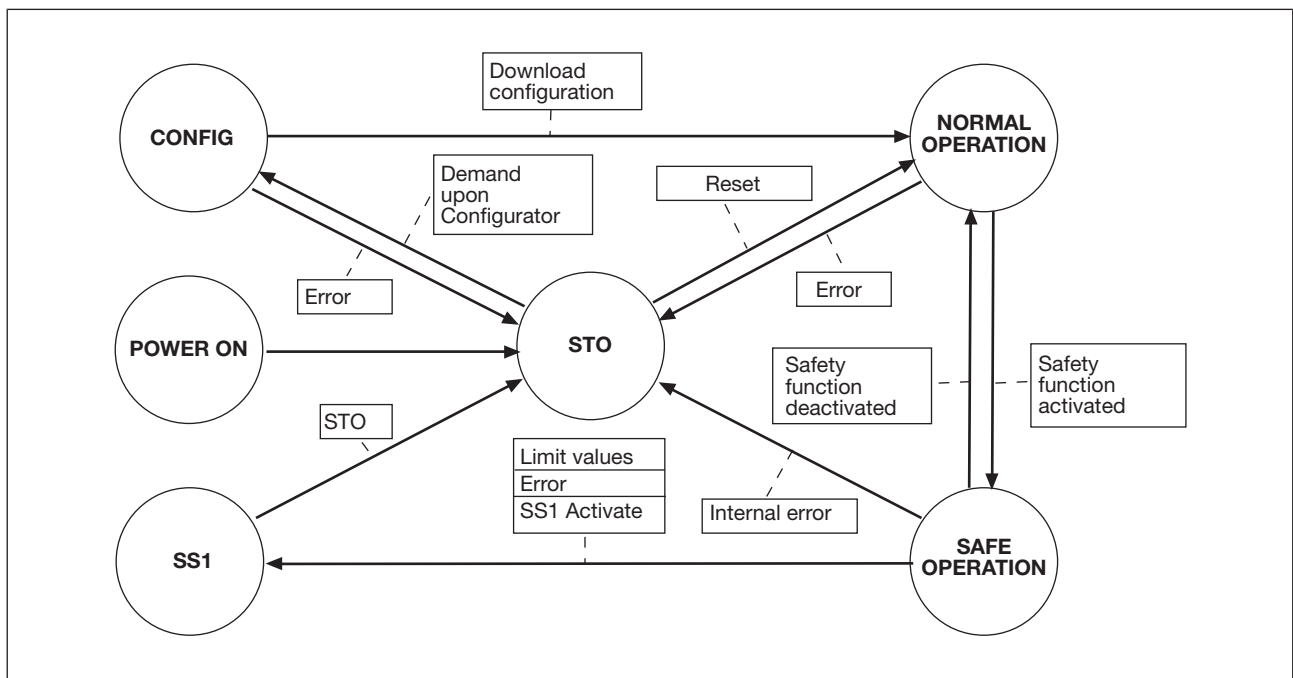 Download
configuration
CONFIG
NORMAL
OPERATION
Demand
upon
Configurator
Reset
Error
Error
POWER ON
STO
Safety
function
deactivated
Safety
function
activated
STO
Limit values
Error
SS1 Activate
Internal error
SS1
SAFE
OPERATION